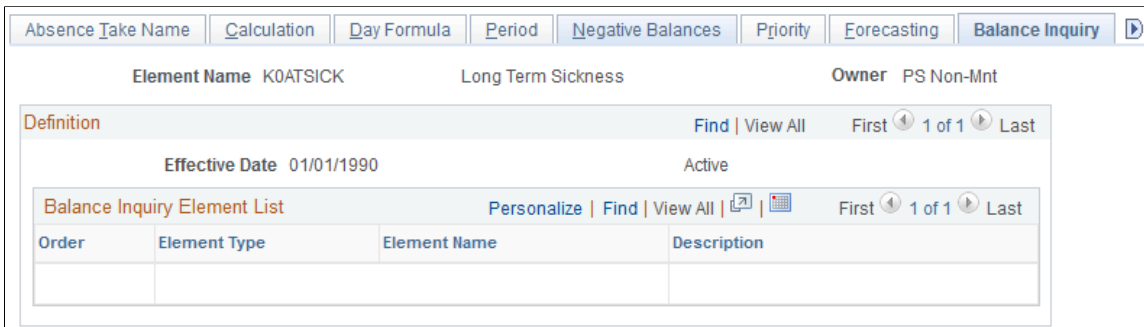 Absence Take Name Calculation Day Formula Period Negative Balances Priority Forecasting Balance Inquiry
Element Name K0ATSICK Long Term Sickness Owner PS Non-Mnt
Definition Find | View All First 1 of 1 Last
Effective Date 01/01/1990 Active
Balance Inquiry Element List Personalize | Find | View All | | First 1 of 1 Last
Order Element Type Element Name Description